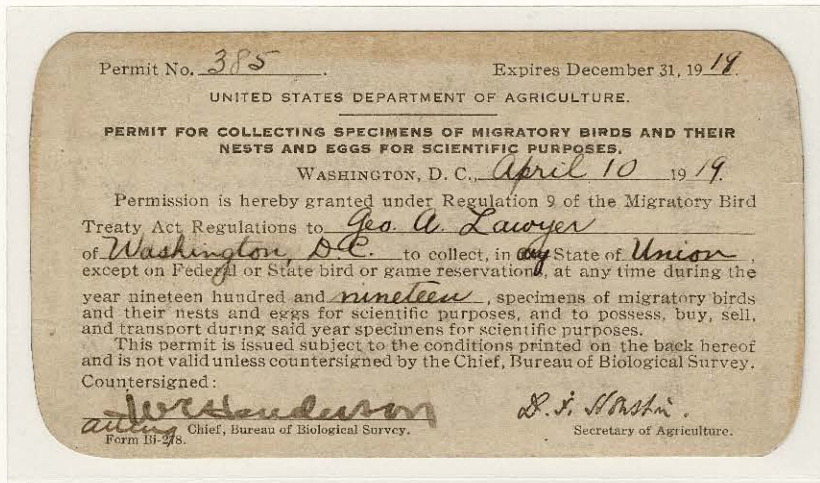 Permit No. 385. Expires December 31, 1919.
UNITED STATES DEPARTMENT OF AGRICULTURE.
PERMIT FOR COLLECTING SPECIMENS OF MIGRATORY BIRDS AND THEIR
NESTS AND EGGS FOR SCIENTIFIC PURPOSES.
WASHINGTON, D. C., April 10 1919.
Permission is hereby granted under Regulation 9 of the Migratory Bird
Treaty Act Regulations to Geo. A. Lawyer
of Washington, D.C. to collect, in any State of Union,
except on Federal or State bird or game reservations, at any time during the
year nineteen hundred and nineteen, specimens of migratory birds
and their nests and eggs for scientific purposes, and to possess, buy, sell,
and transport during said year specimens for scientific purposes.
This permit is issued subject to the conditions printed on the back hereof
and is not valid unless countersigned by the Chief, Bureau of Biological Survey.
Countersigned:
W C Henderson D. F. Houston.
Acting Chief, Bureau of Biological Survey. Secretary of Agriculture.
Form Bi-278.